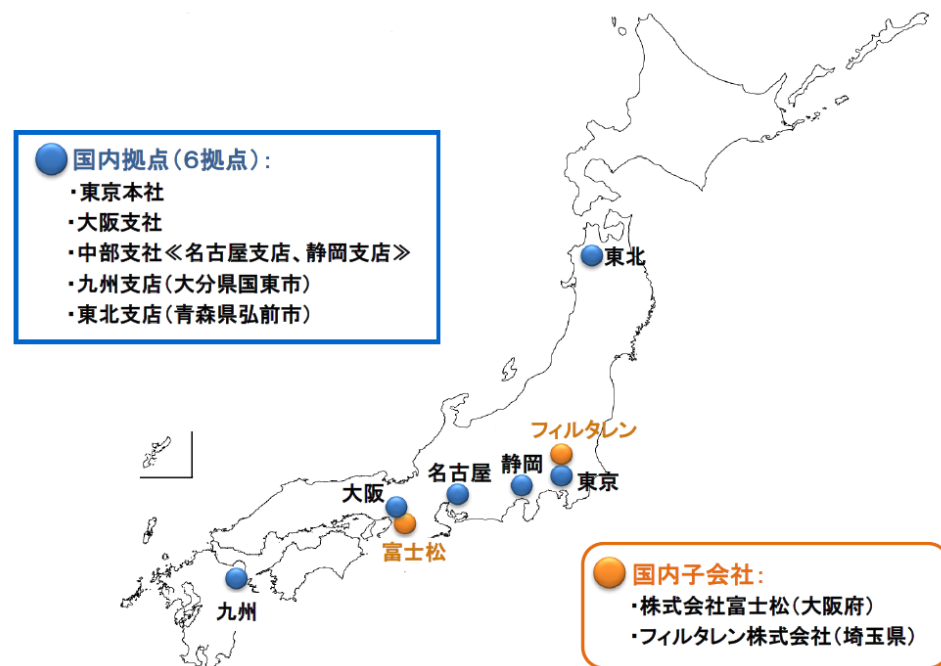 国内拠点(6拠点):
・東京本社
・大阪支社
・中部支社≪名古屋支店、静岡支店≫
・九州支店(大分県国東市)
・東北支店(青森県弘前市)
東北
フィルタレン
静岡
東京
名古屋
大阪
富士松
九州
国内子会社:
・株式会社富士松(大阪府)
・フィルタレン株式会社(埼玉県)